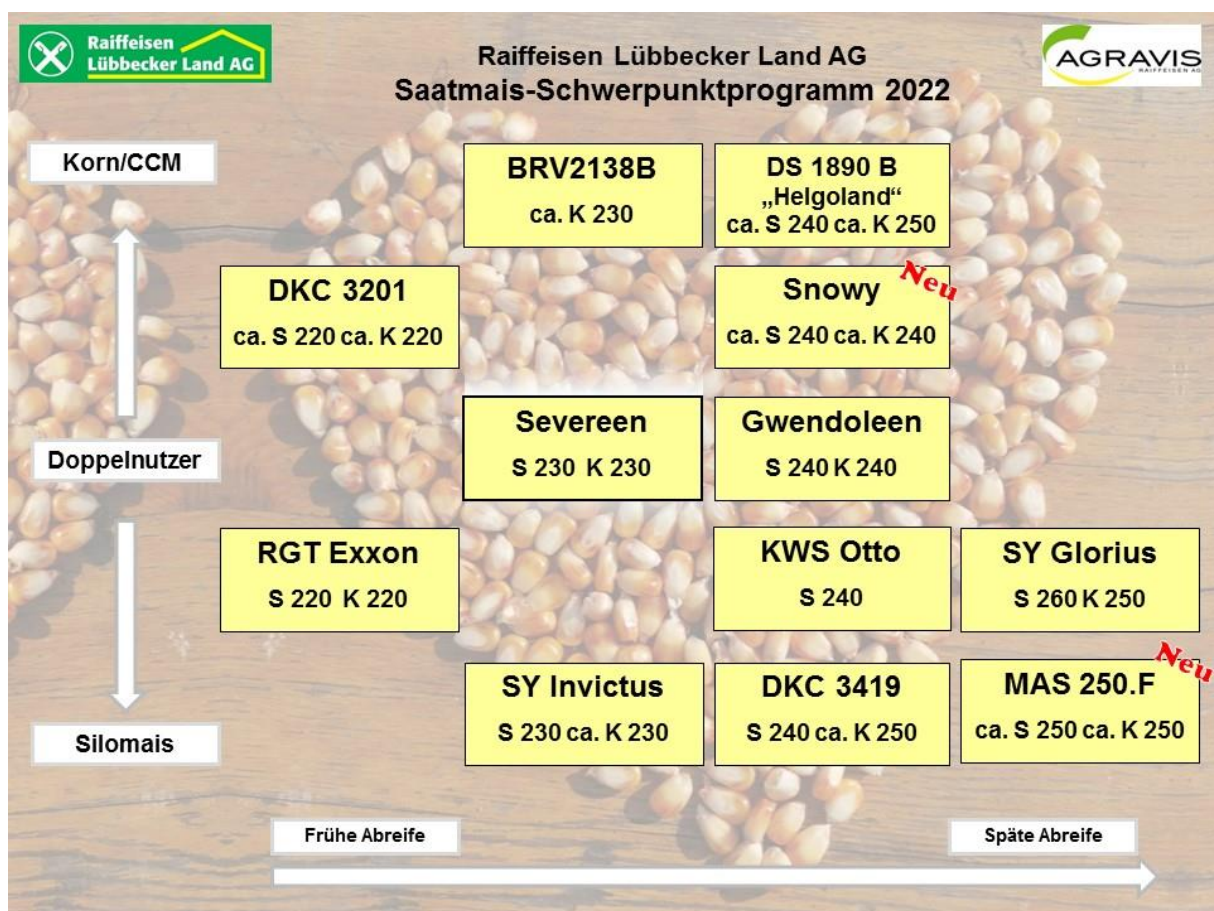 Raiffeisen
Lübbecker Land AG
Raiffeisen Lübbecker Land AG
Saatmais-Schwerpunktprogramm 2022
AGRAVIS
RAIFFEISEN AG
Korn/CCM
BRV2138B
ca. K 230
DS 1890 B
„Helgoland“
ca. S 240 ca. K 250
DKC 3201
ca. S 220 ca. K 220
Neu
Snowy
ca. S 240 ca. K 240
Doppelnutzer
Severeen
S 230 K 230
Gwendoleen
S 240 K 240
RGT Exxon
S 220 K 220
KWS Otto
S 240
SY Glorius
S 260 K 250
Silomais
SY Invictus
S 230 ca. K 230
DKC 3419
S 240 ca. K 250
Neu
MAS 250.F
ca. S 250 ca. K 250
Frühe Abreife
Späte Abreife